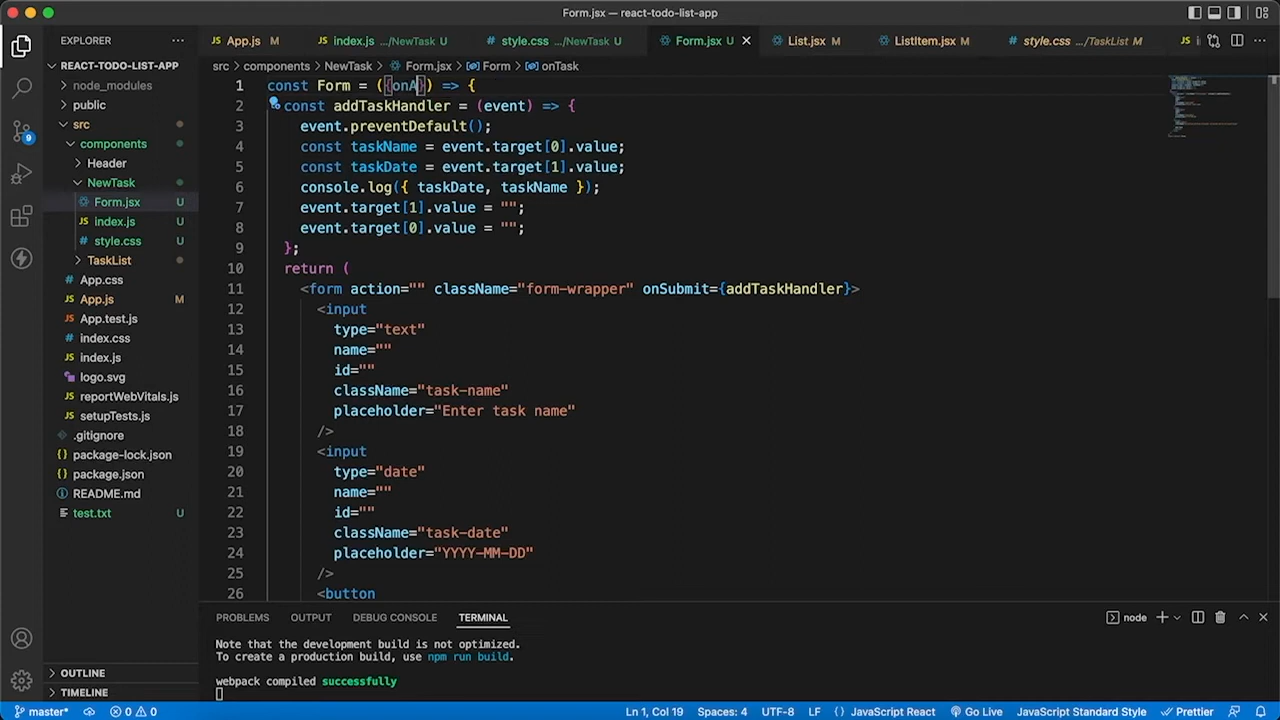 Form.jsx — react-todo-list-app
EXPLORER
App.js M
index.js .../NewTask U
style.css .../NewTask U
Form.jsx U
List.jsx M
ListItem.jsx M
style.css .../TaskList M
JS
REACT-TODO-LIST-APP
src > components > NewTask > Form.jsx > Form > onTask
node_modules
public
src
components
Header
NewTask
Form.jsx U
index.js U
style.css U
TaskList
App.css
App.js M
App.test.js
index.css
index.js
logo.svg
reportWebVitals.js
setupTests.js
.gitignore
package-lock.json
package.json
README.md
test.txt U
OUTLINE
TIMELINE
9
1 const Form = ({onA}) => {
2 const addTaskHandler = (event) => {
3 event.preventDefault();
4 const taskName = event.target[0].value;
5 const taskDate = event.target[1].value;
6 console.log({ taskDate, taskName });
7 event.target[1].value = "";
8 event.target[0].value = "";
9 };
10 return (
11 <form action="" className="form-wrapper" onSubmit={addTaskHandler}>
12 <input
13 type="text"
14 name=""
15 id=""
16 className="task-name"
17 placeholder="Enter task name"
18 />
19 <input
20 type="date"
21 name=""
22 id=""
23 className="task-date"
24 placeholder="YYYY-MM-DD"
25 />
26 <button
PROBLEMS OUTPUT DEBUG CONSOLE TERMINAL
node
Note that the development build is not optimized.
To create a production build, use npm run build.
webpack compiled successfully
master* 0 0 Ln 1, Col 19 Spaces: 4 UTF-8 LF { } JavaScript React Go Live JavaScript Standard Style Prettier